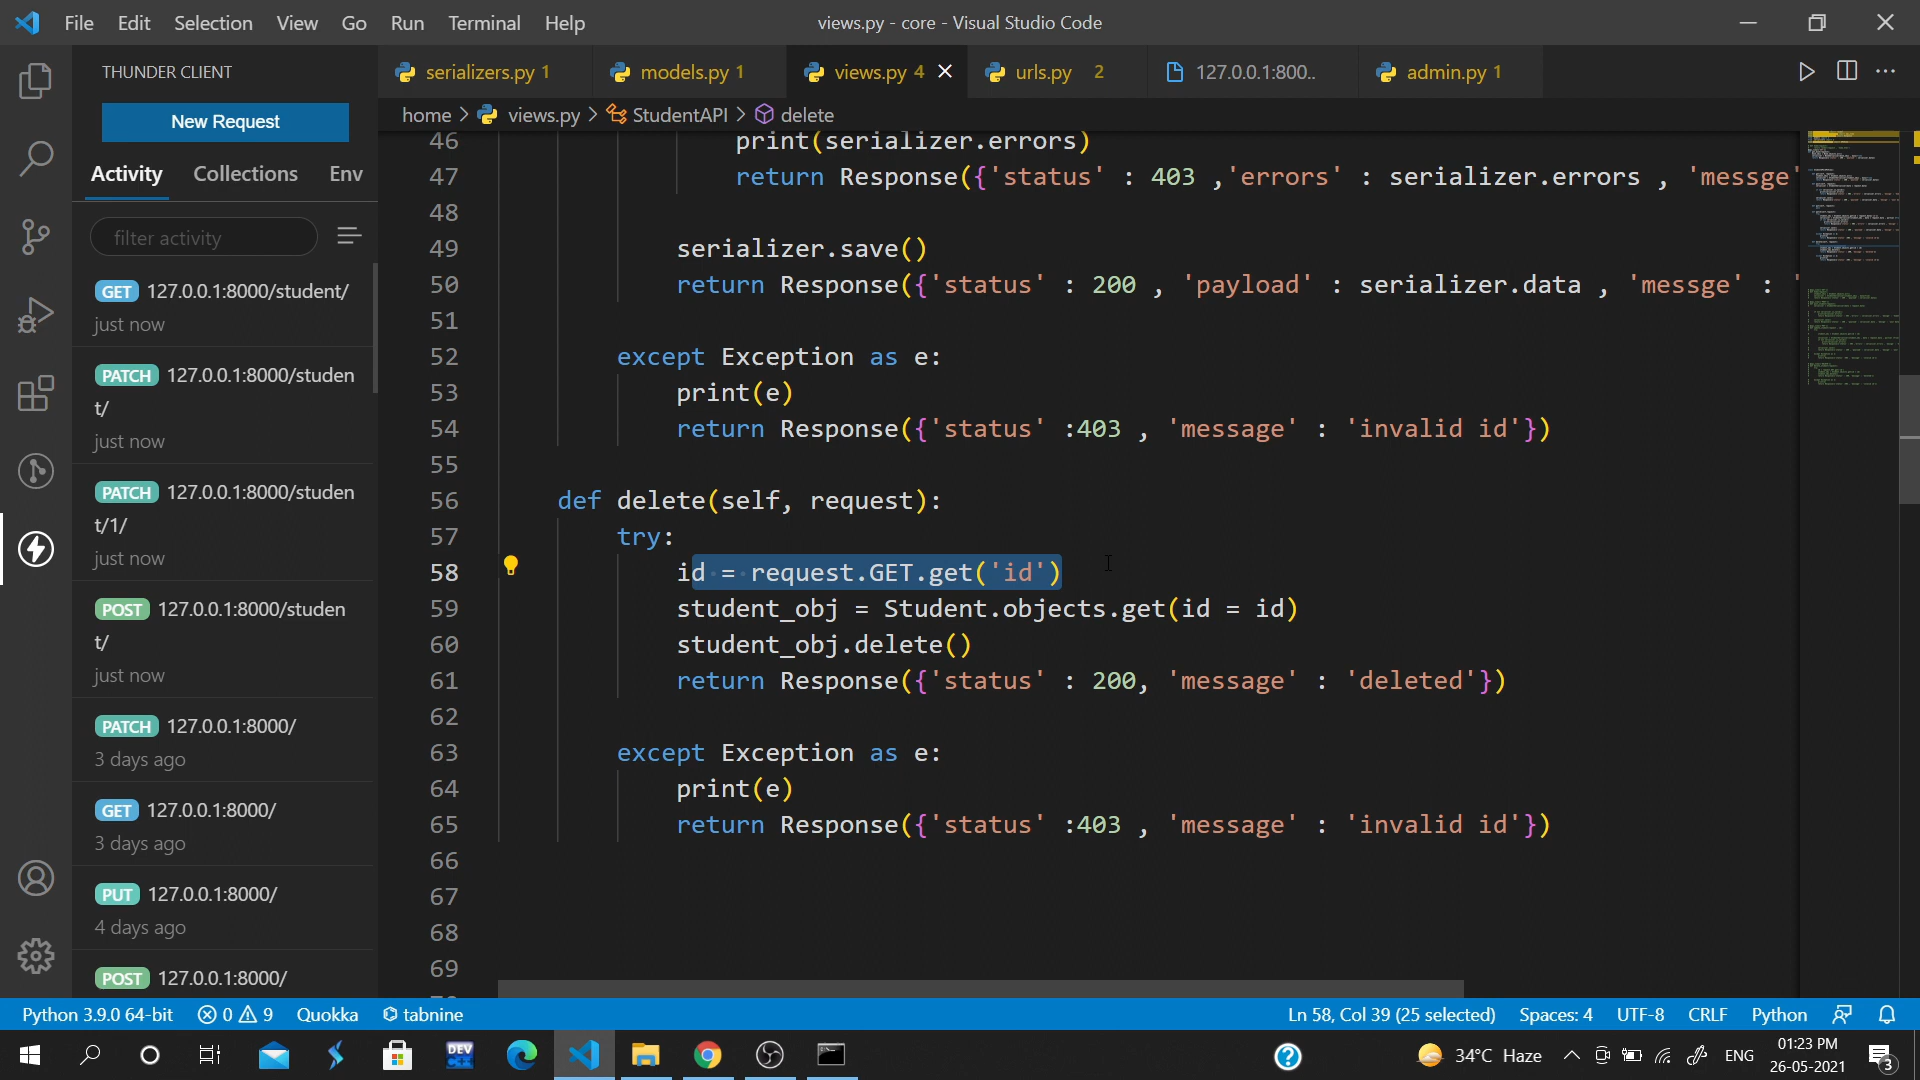 File Edit Selection View Go Run Terminal Help
views.py - core - Visual Studio Code
THUNDER CLIENT
New Request
Activity Collections Env
filter activity
GET 127.0.0.1:8000/student/
just now
PATCH 127.0.0.1:8000/studen
t/
just now
PATCH 127.0.0.1:8000/studen
t/1/
just now
POST 127.0.0.1:8000/studen
t/
just now
PATCH 127.0.0.1:8000/
3 days ago
GET 127.0.0.1:8000/
3 days ago
PUT 127.0.0.1:8000/
4 days ago
POST 127.0.0.1:8000/
serializers.py 1 models.py 1 views.py 4 urls.py 2 127.0.0.1:800.. admin.py 1
home > views.py > StudentAPI > delete
46 print(serializer.errors)
47 return Response({'status' : 403 ,'errors' : serializer.errors , 'messge'
48
49 serializer.save()
50 return Response({'status' : 200 , 'payload' : serializer.data , 'messge' : '
51
52 except Exception as e:
53 print(e)
54 return Response({'status' :403 , 'message' : 'invalid id'})
55
56 def delete(self, request):
57 try:
58 id = request.GET.get('id')
59 student_obj = Student.objects.get(id = id)
60 student_obj.delete()
61 return Response({'status' : 200, 'message' : 'deleted'})
62
63 except Exception as e:
64 print(e)
65 return Response({'status' :403 , 'message' : 'invalid id'})
66
67
68
69
Python 3.9.0 64-bit 0 9 Quokka tabnine
Ln 58, Col 39 (25 selected) Spaces: 4 UTF-8 CRLF Python
DEV C++
34°C Haze ENG 01:23 PM
26-05-2021
3